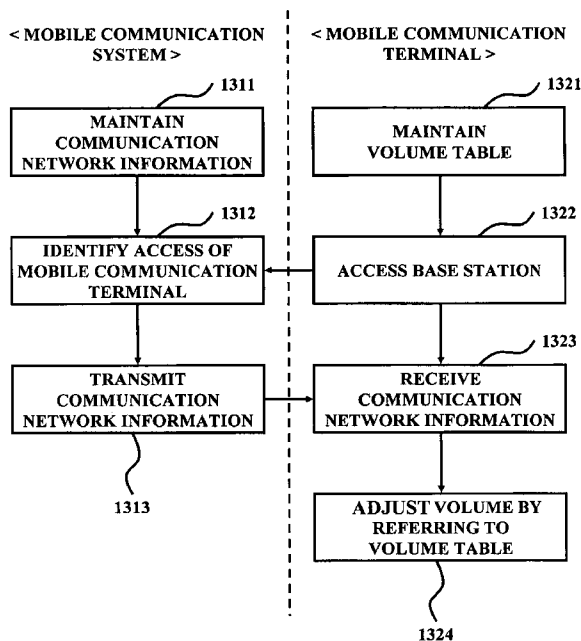 < MOBILE COMMUNICATION
SYSTEM >
< MOBILE COMMUNICATION
TERMINAL >
1311
MAINTAIN
COMMUNICATION
NETWORK INFORMATION
1321
MAINTAIN
VOLUME TABLE
1312
IDENTIFY ACCESS OF
MOBILE COMMUNICATION
TERMINAL
1322
ACCESS BASE STATION
TRANSMIT
COMMUNICATION
NETWORK INFORMATION
1313
1323
RECEIVE
COMMUNICATION
NETWORK INFORMATION
ADJUST VOLUME BY
REFERRING TO
VOLUME TABLE
1324